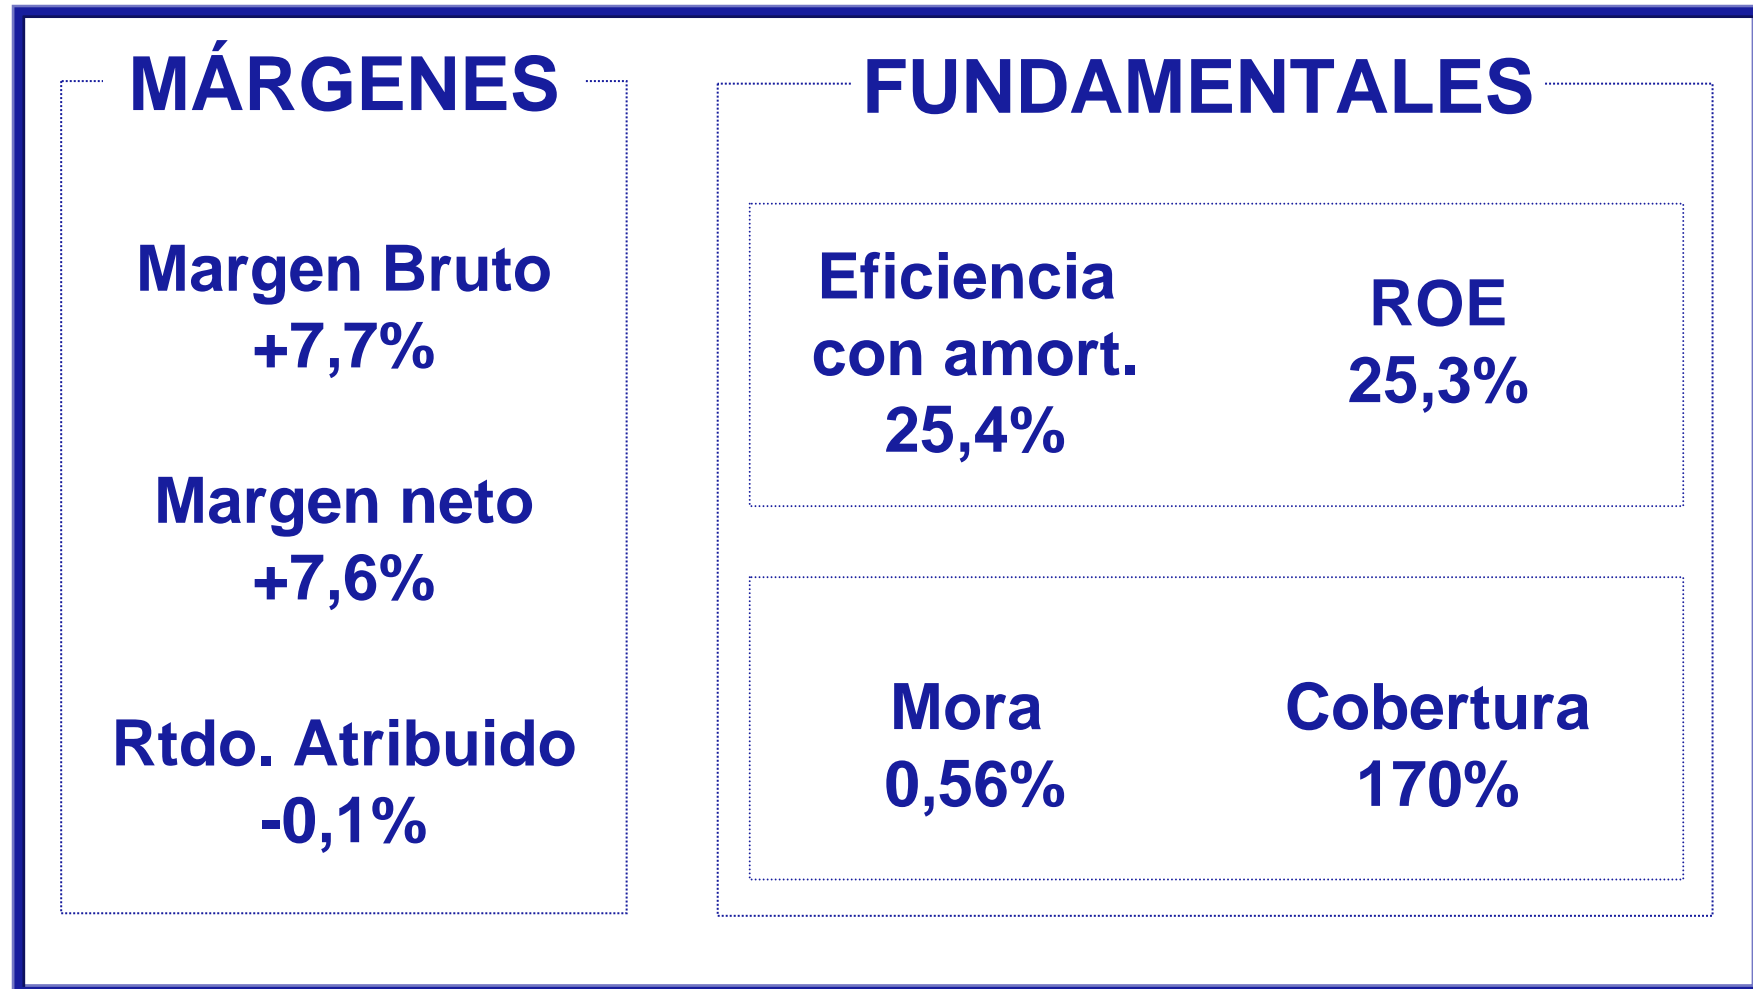 MÁRGENES
Margen Bruto
+7,7%
Margen neto
+7,6%
Rtdo. Atribuido
-0,1%
FUNDAMENTALES
Eficiencia
con amort.
25,4%
ROE
25,3%
Mora
0,56%
Cobertura
170%